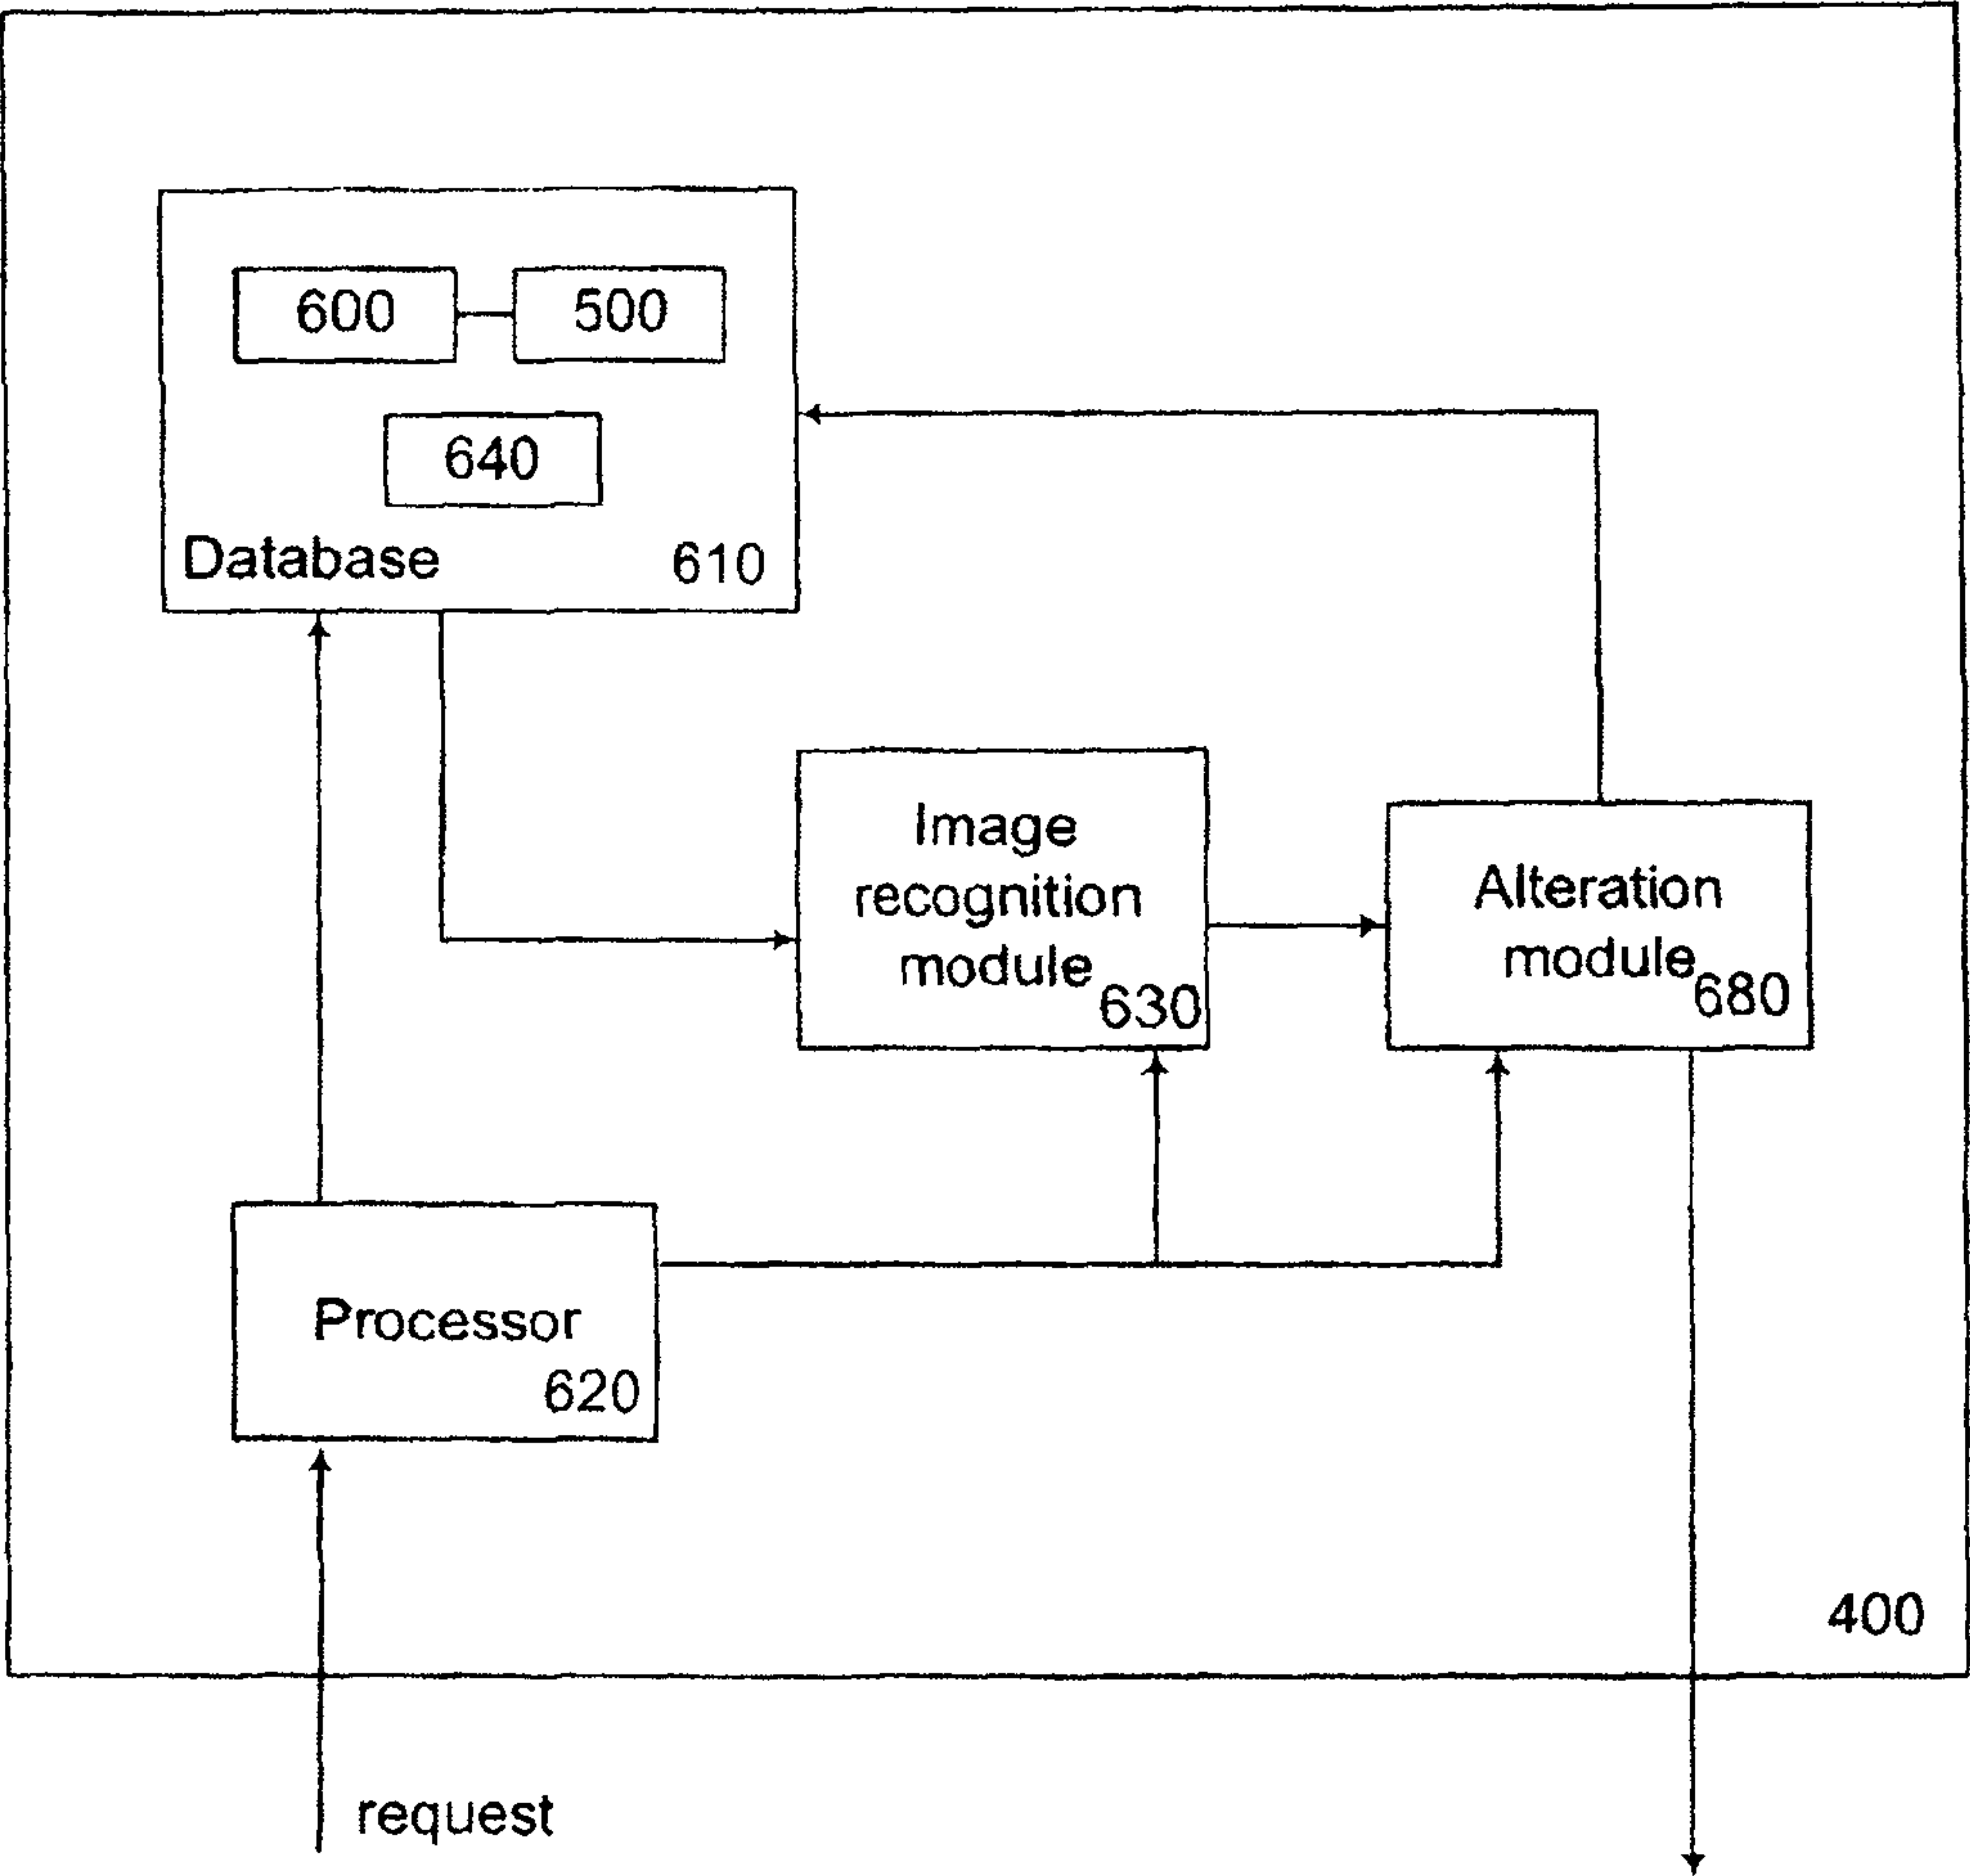 600
500
640
Database
610
Image
recognition
module
630
Alteration
module
680
Processor
620
400
request